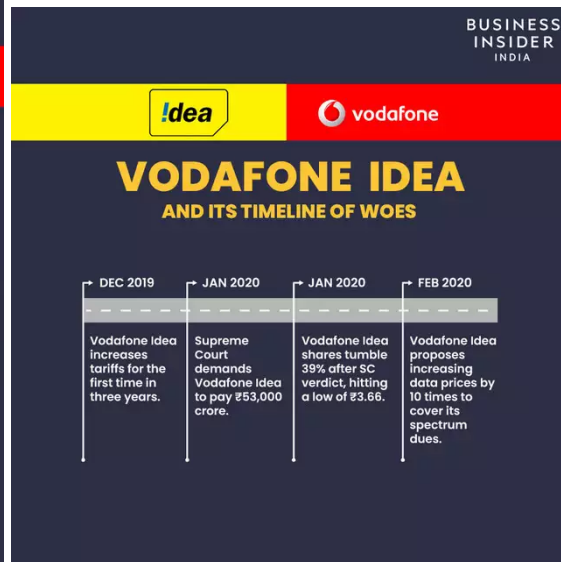 BUSINESS
INSIDER
INDIA
!dea
vodafone
VODAFONE IDEA
AND ITS TIMELINE OF WOES
DEC 2019
Vodafone Idea
increases
tariffs for the
first time in
three years.
JAN 2020
Supreme
Court
demands
Vodafone Idea
to pay ₹53,000
crore.
JAN 2020
Vodafone Idea
shares tumble
39% after SC
verdict, hitting
a low of ₹3.66.
FEB 2020
Vodafone Idea
proposes
increasing
data prices by
10 times to
cover its
spectrum
dues.